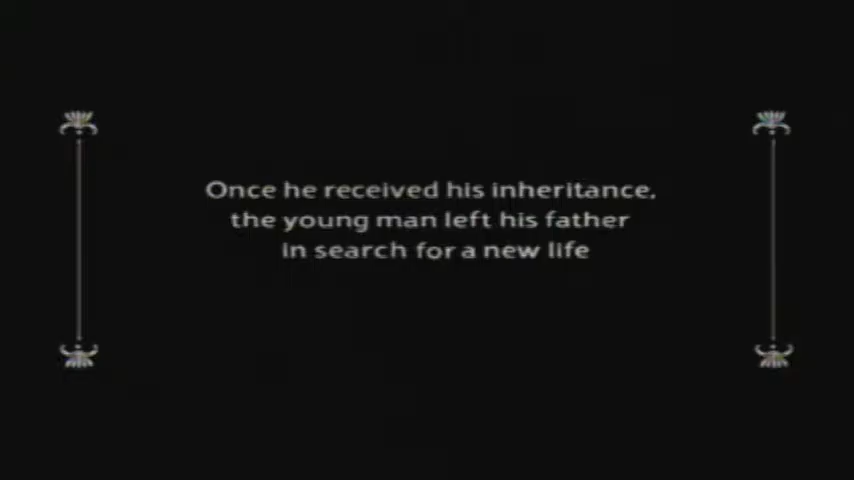 Once he received his inheritance,
the young man left his father
in search for a new life